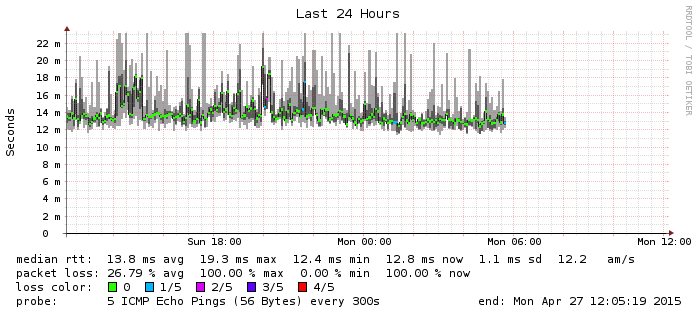 Last 24 Hours
RRDTOOL / TOBI OETIKER
Seconds
22 m
20 m
18 m
16 m
14 m
12 m
10 m
8 m
6 m
4 m
2 m
0
Sun 18:00 Mon 00:00 Mon 06:00 Mon 12:00
median rtt: 13.8 ms avg 19.3 ms max 12.4 ms min 12.8 ms now 1.1 ms sd 12.2 am/s
packet loss: 26.79 % avg 100.00 % max 0.00 % min 100.00 % now
loss color: 0 1/5 2/5 3/5 4/5
probe: 5 ICMP Echo Pings (56 Bytes) every 300s end: Mon Apr 27 12:05:19 2015